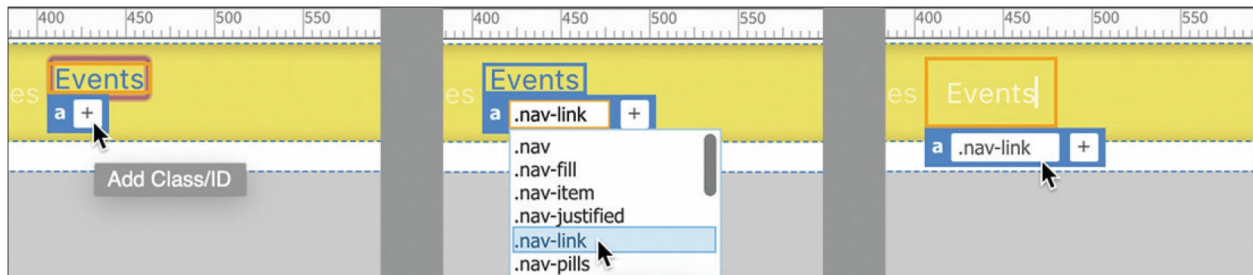 400 450 500 550
es Events
a +
Add Class/ID
400 450 500 550
es Events
a .nav-link +
.nav
.nav-fill
.nav-item
.nav-justified
.nav-link
.nav-pills
400 450 500 550
es Events
a .nav-link +